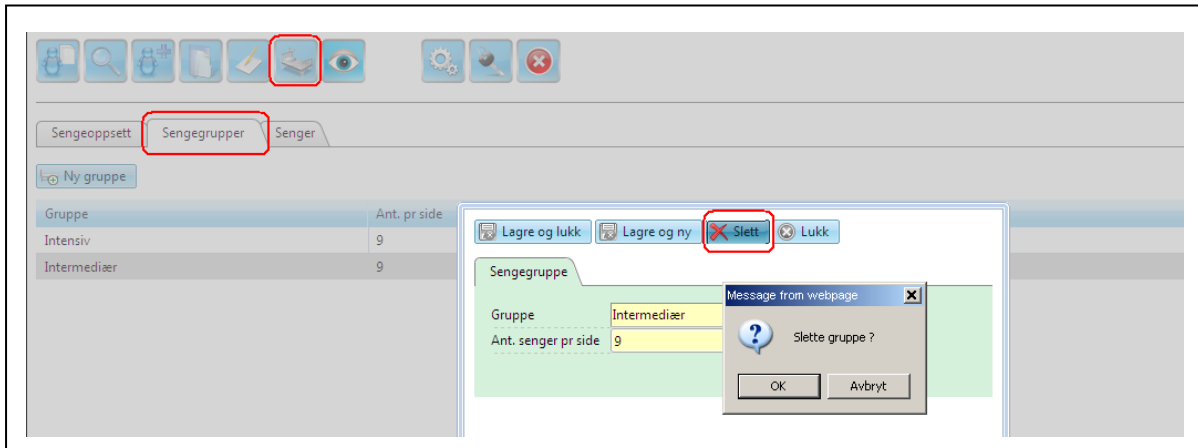 Sengeoppsett Sengegrupper Senger
Ny gruppe
Gruppe Ant. pr side
Intensiv 9
Intermediær 9
Lagre og lukk Lagre og ny Slett Lukk
Sengegruppe
Gruppe Intermediær
Ant. senger pr side 9
Message from webpage
Slette gruppe ?
OK Avbryt